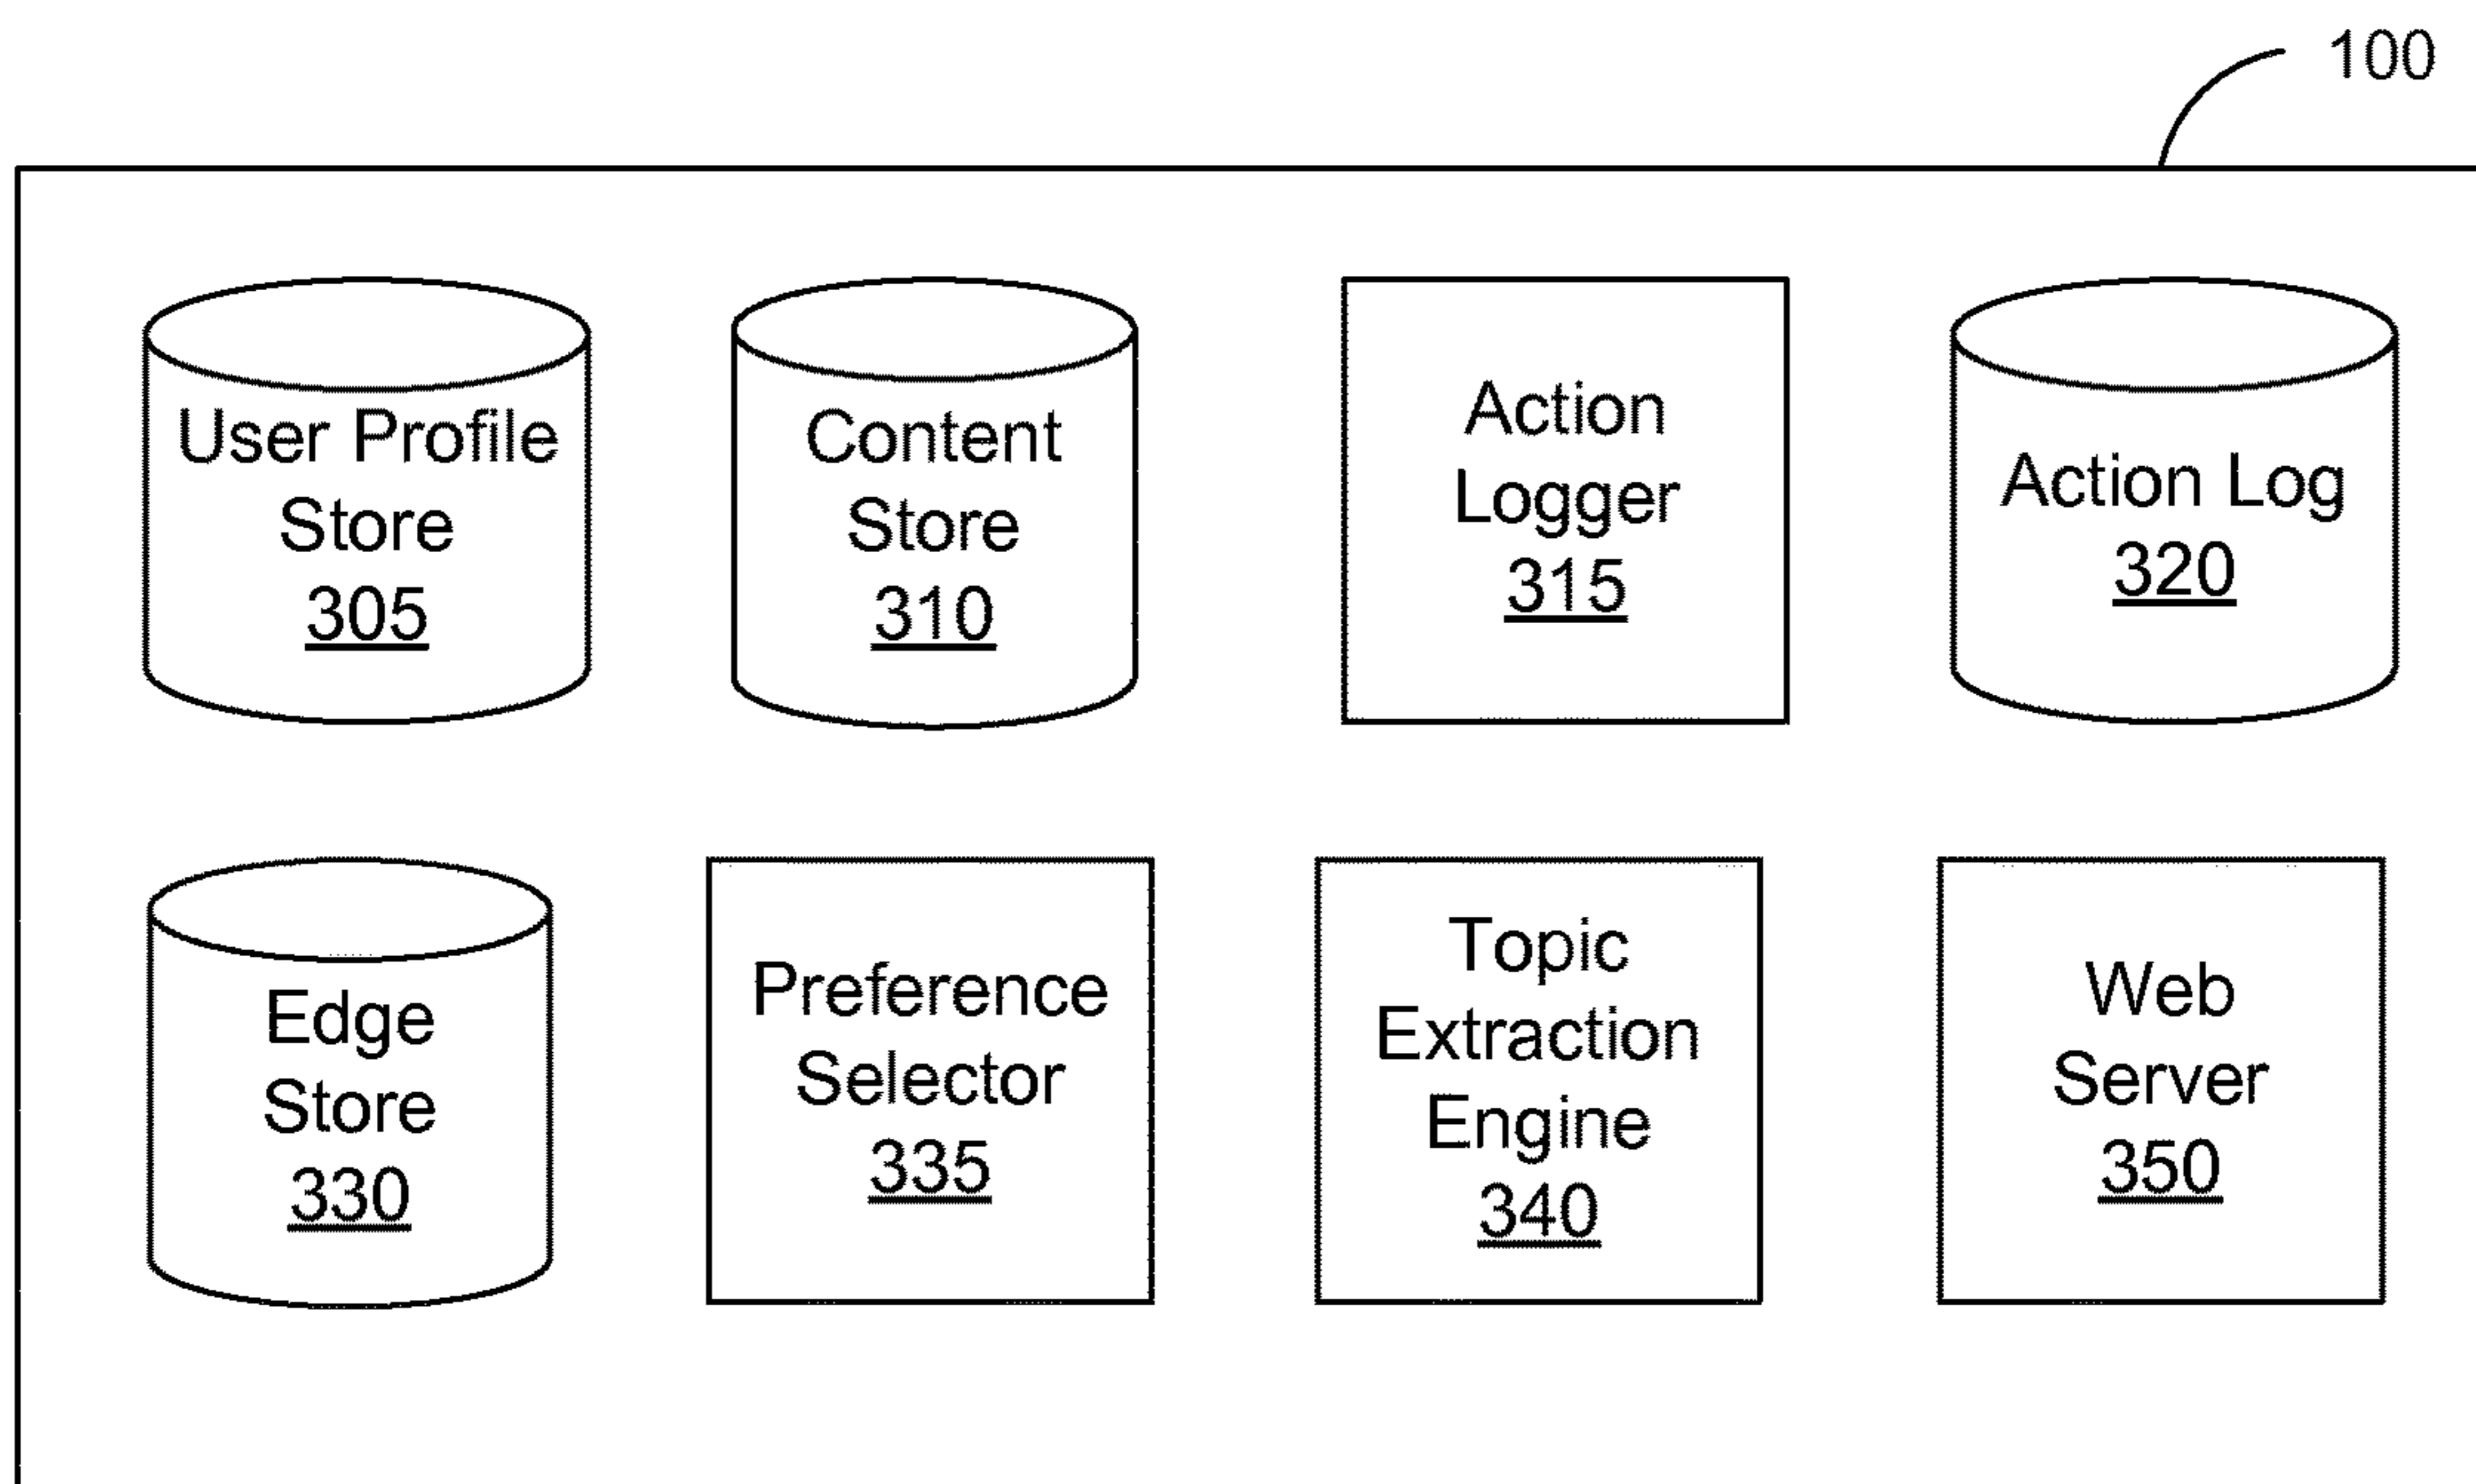 100
User Profile
Store
305
Content
Store
310
Action
Logger
315
Action Log
320
Edge
Store
330
Preference
Selector
335
Topic
Extraction
Engine
340
Web
Server
350